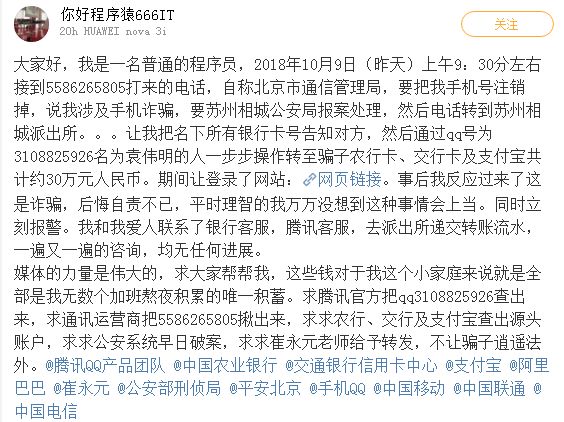 你好程序猿666IT
20h HUAWEI nova 3i
关注
大家好，我是一名普通的程序员，2018年10月9日（昨天）上午9：30分左右
接到5586265805打来的电话，自称北京市通信管理局，要把我手机号注销
掉，说我涉及手机诈骗，要苏州相城公安局报案处理，然后电话转到苏州相
城派出所。。。让我把名下所有银行卡号告知对方，然后通过qq号为
3108825926名为袁伟明的人一步步操作转至骗子农行卡、交行卡及支付宝共
计约30万元人民币。期间让登录了网站：网页链接。事后我反应过来了这
是诈骗，后悔自责不已，平时理智的我万万没想到这种事情会上当。同时立
刻报警。我和我爱人联系了银行客服，腾讯客服，去派出所递交转账流水，
一遍又一遍的咨询，均无任何进展。
媒体的力量是伟大的，求大家帮帮我，这些钱对于我这个小家庭来说就是全
部是我无数个加班熬夜积累的唯一积蓄。求腾讯官方把qq3108825926查出
来，求通讯运营商把5586265805揪出来，求求农行、交行及支付宝查出源头
账户，求求公安系统早日破案，求求崔永元老师给予转发，不让骗子逍遥法
外。@腾讯QQ产品团队 @中国农业银行 @交通银行信用卡中心 @支付宝 @阿里
巴巴 @崔永元 @公安部刑侦局 @平安北京 @手机QQ @中国移动 @中国联通 @
中国电信